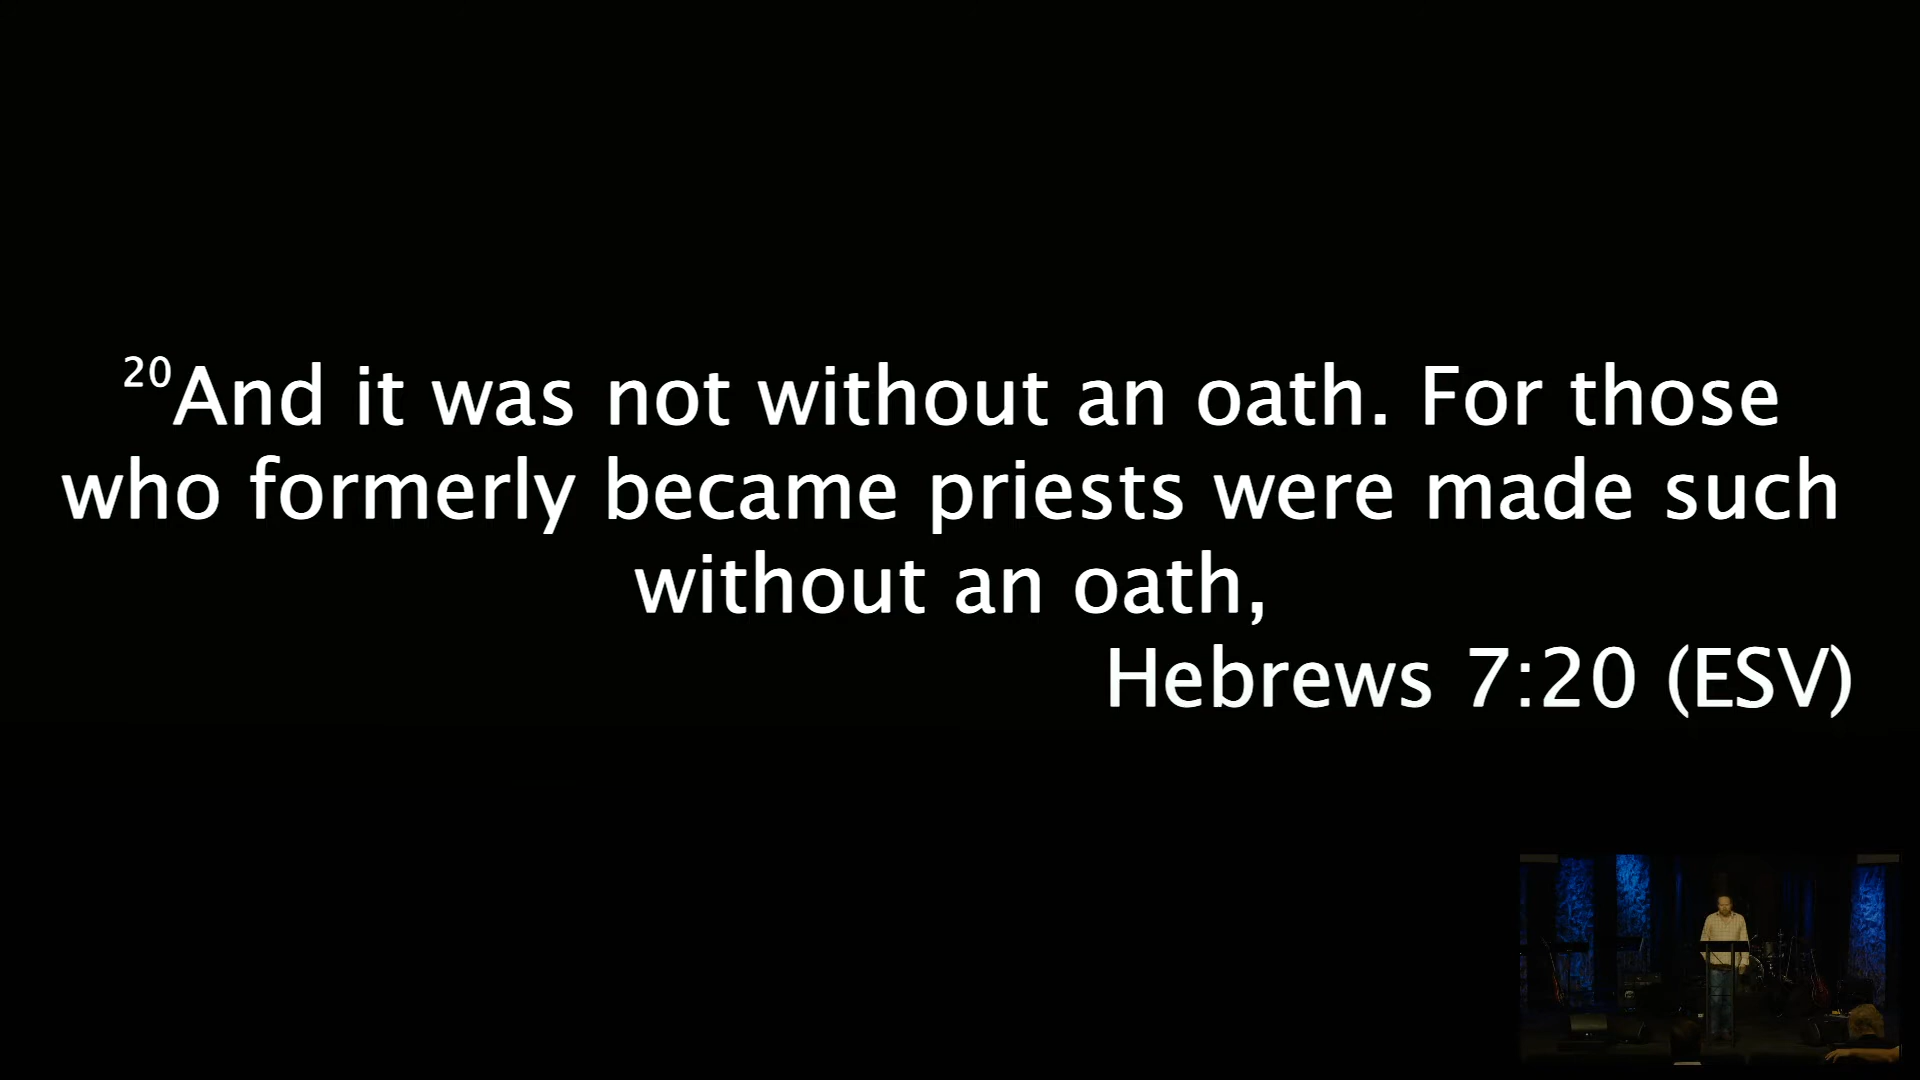 20And it was not without an oath. For those
who formerly became priests were made such
without an oath,
Hebrews 7:20 (ESV)